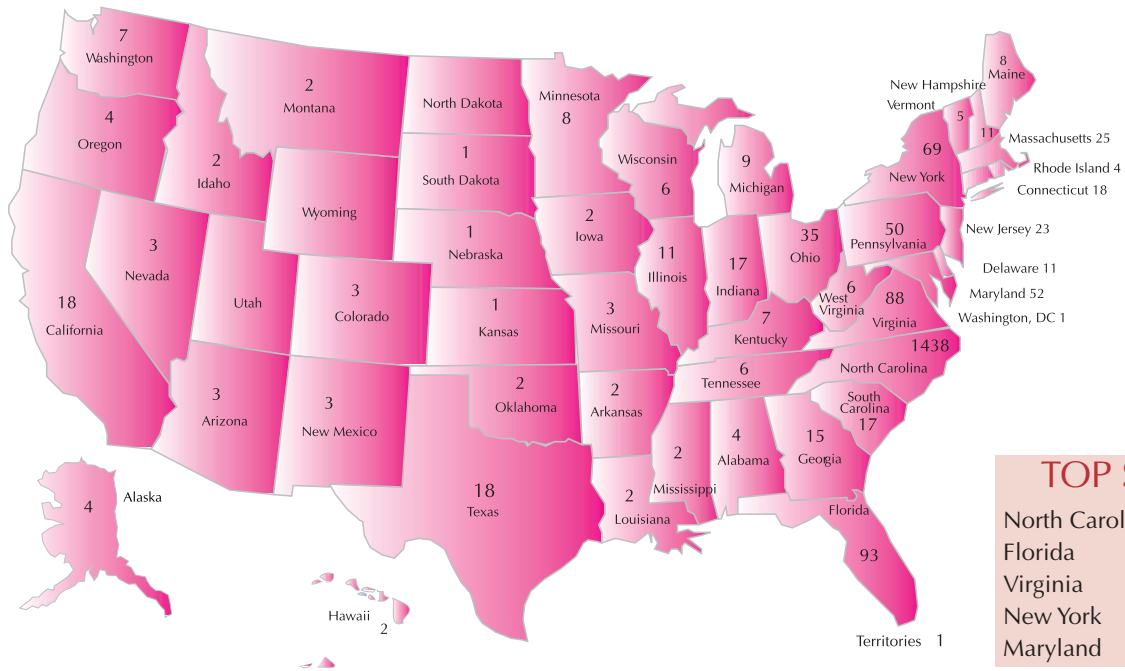 7
Washington
4
Oregon
2
Idaho
2
Montana
North Dakota
1
South Dakota
Minnesota
8
Wisconsin
6
9
Michigan
New Hampshire
Vermont
5
11
8
Maine
Massachusetts 25
Rhode Island 4
Connecticut 18
69
New York
Wyoming
1
Nebraska
2
Iowa
11
Illinois
17
Indiana
35
Ohio
50
Pennsylvania
New Jersey 23
Delaware 11
Maryland 52
Washington, DC 1
3
Nevada
Utah
3
Colorado
1
Kansas
3
Missouri
7
Kentucky
6
West
Virginia
88
Virginia
18
California
3
Arizona
3
New Mexico
2
Oklahoma
2
Arkansas
6
Tennessee
1438
North Carolina
South
Carolina
17
15
Georgia
4
Alabama
2
Mississippi
2
Louisiana
18
Texas
Florida
93
4
Alaska
Hawaii
2
Territories 1
TOP
North Carol
Florida
Virginia
New York
Maryland